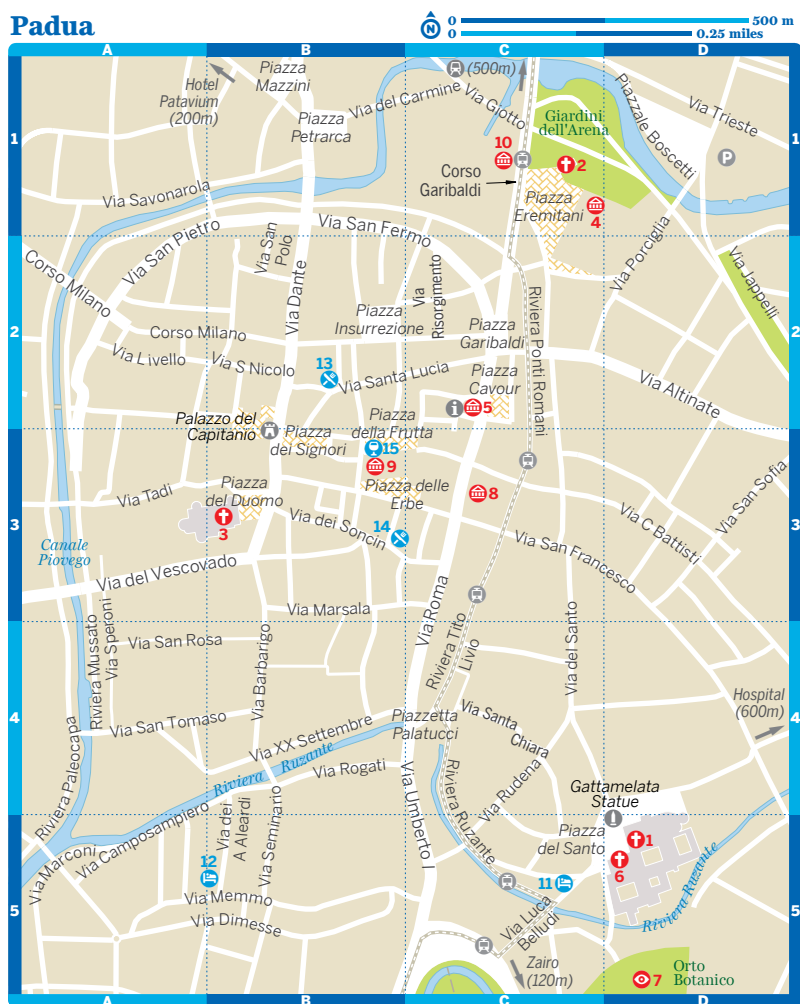 Padua
N
0 500 m
0 0.25 miles
A B C D
1
Hotel
Patavium
(200m)
Piazza
Mazzini
Piazza
Petrarca
Via del Carmine
(500m)
Via Giotto
Giardini
dell'Arena
Piazzale Boscetti
Via Trieste
P
1
10
2
Corso
Garibaldi
Piazza
Eremitani
4
Via Savonarola
Via San Pietro
Via San Fermo
Via San
Polo
Via Dante
Corso Milano
Via Porciglia
Via Jappelli
2
2
Via
Risorgimento
Piazza
Insurrezione
Piazza
Garibaldi
Riviera Ponti Romani
Corso Milano
Via Livello
Via S Nicolo
13
Via Santa Lucia
Piazza
Cavour
i
5
Via Altinate
Palazzo del
Capitanio
Piazza
dei Signori
Piazza
della Frutta
15
9
Piazza delle
Erbe
8
3
3
Via Tadi
Piazza
del Duomo
3
Via dei Soncin
14
Via San Francesco
Via C Battisti
Via San Sofia
Canale
Piovego
Via del Vescovado
Via Marsala
Via Roma
Riviera Tito
Livio
Via del Santo
Riviera Mussato
Via Speroni
Via San Rosa
Via Barbarigo
4
4
Via San Tomaso
Via XX Settembre
Piazzetta
Palatucci
Via Santa
Chiara
Hospital
(600m)
Riviera Paleocapa
Riviera Ruzante
Via Rogati
Via Umberto I
Riviera Ruzante
Via Rudena
Gattamelata
Statue
Via Marconi
Via Camposampiero
Via dei
A Aleardi
Via Seminario
Piazza
del Santo
1
6
12
11
Riviera Ruzante
5
5
Via Memmo
Via Dimesse
Via Luca
Belludi
Zairo
(120m)
7
Orto
Botanico
A B C D